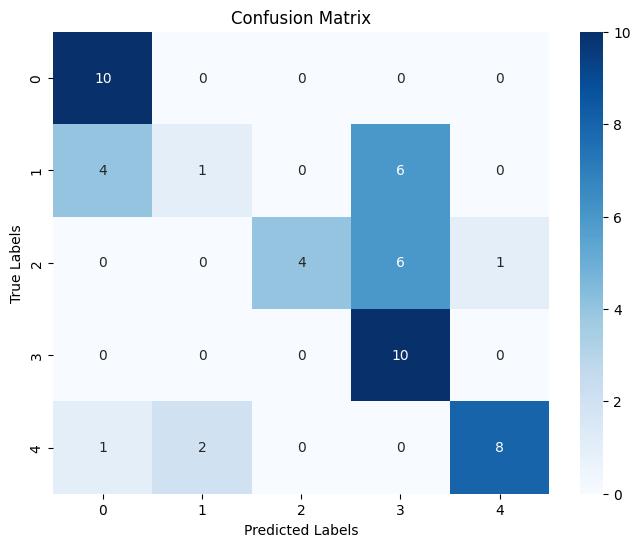 Confusion Matrix
True Labels
0 10 0 0 0 0
1 4 1 0 6 0
2 0 0 4 6 1
3 0 0 0 10 0
4 1 2 0 0 8
0 1 2 3 4
Predicted Labels
10
8
6
4
2
0